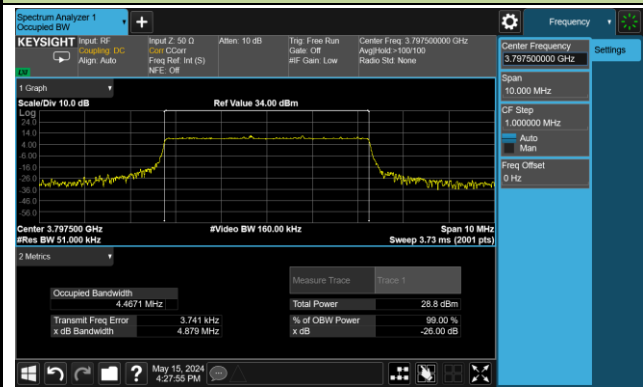 Spectrum Analyzer 1
Occupied BW
Frequency
KEYSIGHT
Input: RF
Coupling: DC
Align: Auto
Input Z: 50 Ω
Corr CCorr
Freq Ref: Int (S)
NFE: Off
Atten: 10 dB
Trig: Free Run
Gate: Off
#IF Gain: Low
Center Freq: 3.797500000 GHz
Avg|Hold:>100/100
Radio Std: None
Center Frequency
3.797500000 GHz
Settings
Span
10.000 MHz
CF Step
1.000000 MHz
Auto
Man
Freq Offset
0 Hz
1 Graph
Scale/Div 10.0 dB
Ref Value 34.00 dBm
Log
24.0
14.0
4.00
-6.00
-16.0
-26.0
-36.0
-46.0
-56.0
Center 3.797500 GHz
#Video BW 160.00 kHz
Span 10 MHz
#Res BW 51.000 kHz
Sweep 3.73 ms (2001 pts)
2 Metrics
Measure Trace
Trace 1
Occupied Bandwidth
4.4671 MHz
Total Power
28.8 dBm
Transmit Freq Error
3.741 kHz
% of OBW Power
99.00 %
x dB Bandwidth
4.879 MHz
x dB
-26.00 dB
May 15, 2024
4:27:55 PM